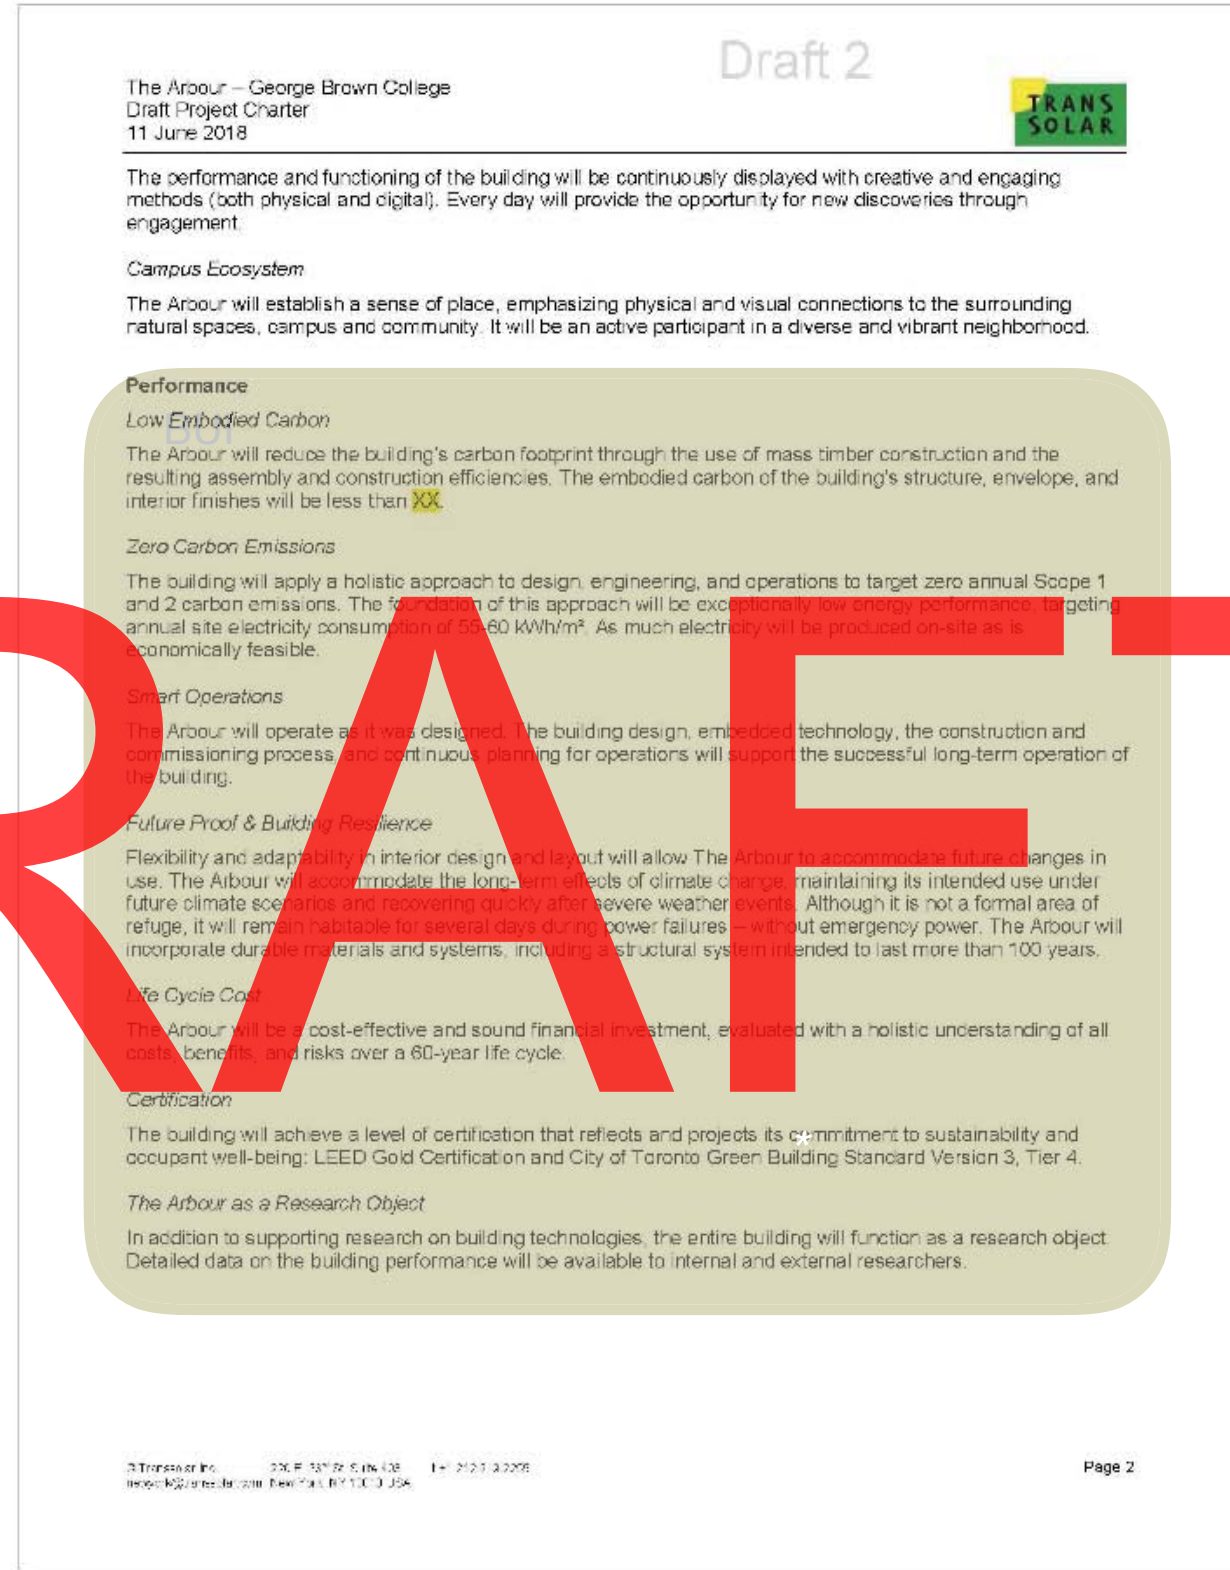 Draft 2
The Arbour – George Brown College
Draft Project Charter
11 June 2018
TRANS
SOLAR
The performance and functioning of the building will be continuously displayed with creative and engaging
methods (both physical and digital). Every day will provide the opportunity for new discoveries through
engagement.
Campus Ecosystem
The Arbour will establish a sense of place, emphasizing physical and visual connections to the surrounding
natural spaces, campus and community. It will be an active participant in a diverse and vibrant neighborhood.
Performance
Low Embodied Carbon
The Arbour will reduce the building's carbon footprint through the use of mass timber construction and the
resulting assembly and construction efficiencies. The embodied carbon of the building's structure, envelope, and
interior finishes will be less than XX.
Zero Carbon Emissions
The building will apply a holistic approach to design, engineering, and operations to target zero annual Scope 1
and 2 carbon emissions. The foundation of this approach will be exceptionally low energy performance, targeting
annual site electricity consumption of 55-60 kWh/m². As much electricity will be produced on-site as is
economically feasible.
Smart Operations
The Arbour will operate as it was designed. The building design, embedded technology, the construction and
commissioning process, and continuous planning for operations will support the successful long-term operation of
the building.
Future Proof & Building Resilience
Flexibility and adaptability in interior design and layout will allow The Arbour to accommodate future changes in
use. The Arbour will accommodate the long-term effects of climate change, maintaining its intended use under
future climate scenarios and recovering quickly after severe weather events. Although it is not a formal area of
refuge, it will remain habitable for several days during power failures – without emergency power. The Arbour will
incorporate durable materials and systems, including a structural system intended to last more than 100 years.
Life Cycle Cost
The Arbour will be a cost-effective and sound financial investment, evaluated with a holistic understanding of all
costs, benefits, and risks over a 60-year life cycle.
Certification
The building will achieve a level of certification that reflects and projects its commitment to sustainability and
occupant well-being: LEED Gold Certification and City of Toronto Green Building Standard Version 3, Tier 4.
*
The Arbour as a Research Object
In addition to supporting research on building technologies, the entire building will function as a research object.
Detailed data on the building performance will be available to internal and external researchers.
RAFT
Transsolar Inc.
Page 2
New York, NY USA